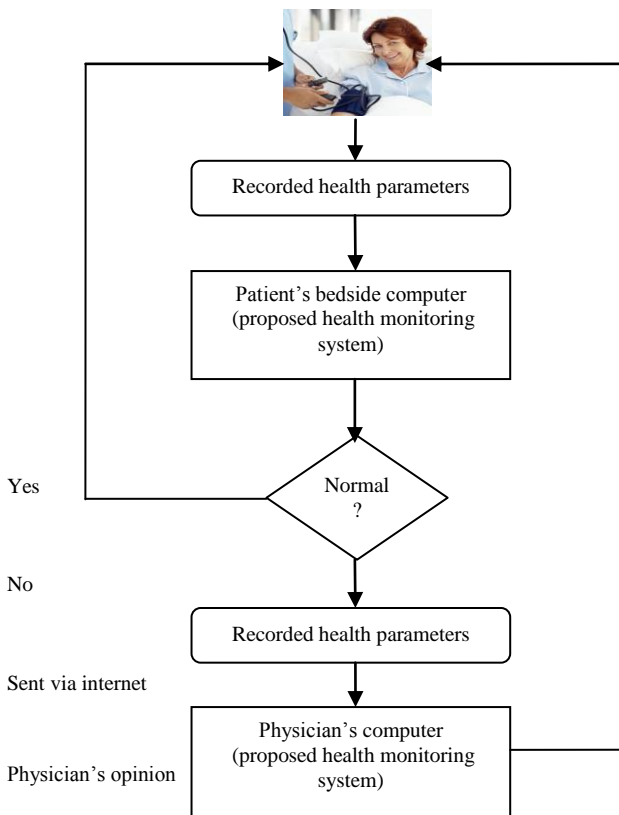 Recorded health parameters
Patient’s bedside computer
(proposed health monitoring
system)
Yes
Normal
?
No
Recorded health parameters
Sent via internet
Physician’s computer
(proposed health monitoring
system)
Physician’s opinion